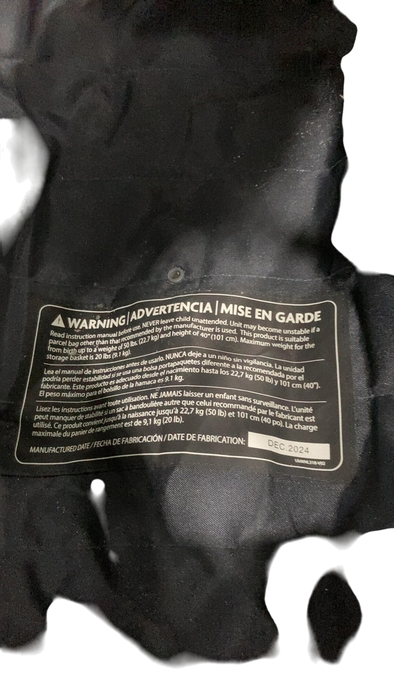 ⚠ WARNING | ADVERTENCIA | MISE EN GARDE
Read instruction manual before use. NEVER leave child unattended. Unit may become unstable if a
parcel bag other than that recommended by the manufacturer is used. This product is suitable
from birth up to a weight of 50 lbs (22.7 kg) and height of 40" (101 cm). Maximum weight for the
storage basket is 20 lbs (9.1 kg).
Lea el manual de instrucciones antes de usarlo. NUNCA deje a un niño sin vigilancia. La unidad
podría perder estabilidad si se usa una bolsa portapaquetes diferente a la recomendada por el
fabricante. Este producto es adecuado desde el nacimiento hasta los 22,7 kg (50 lb) y 101 cm (40").
El peso máximo para el bolsillo de la hamaca es 9.1 kg.
Lisez les instructions avant toute utilisation. NE JAMAIS laisser un enfant sans surveillance. L'unité
peut manquer de stabilité si un sac à bandoulière autre que celui recommandé par le fabricant est
utilisé. Ce produit convient jusqu'à la naissance jusqu'à 22,7 kg (50 lb) et 101 cm (40 po). La charge
maximale du panier de rangement est de 9,1 kg (20 lb).
MANUFACTURED DATE / FECHA DE FABRICACIÓN / DATE DE FABRICATION: DEC.2024